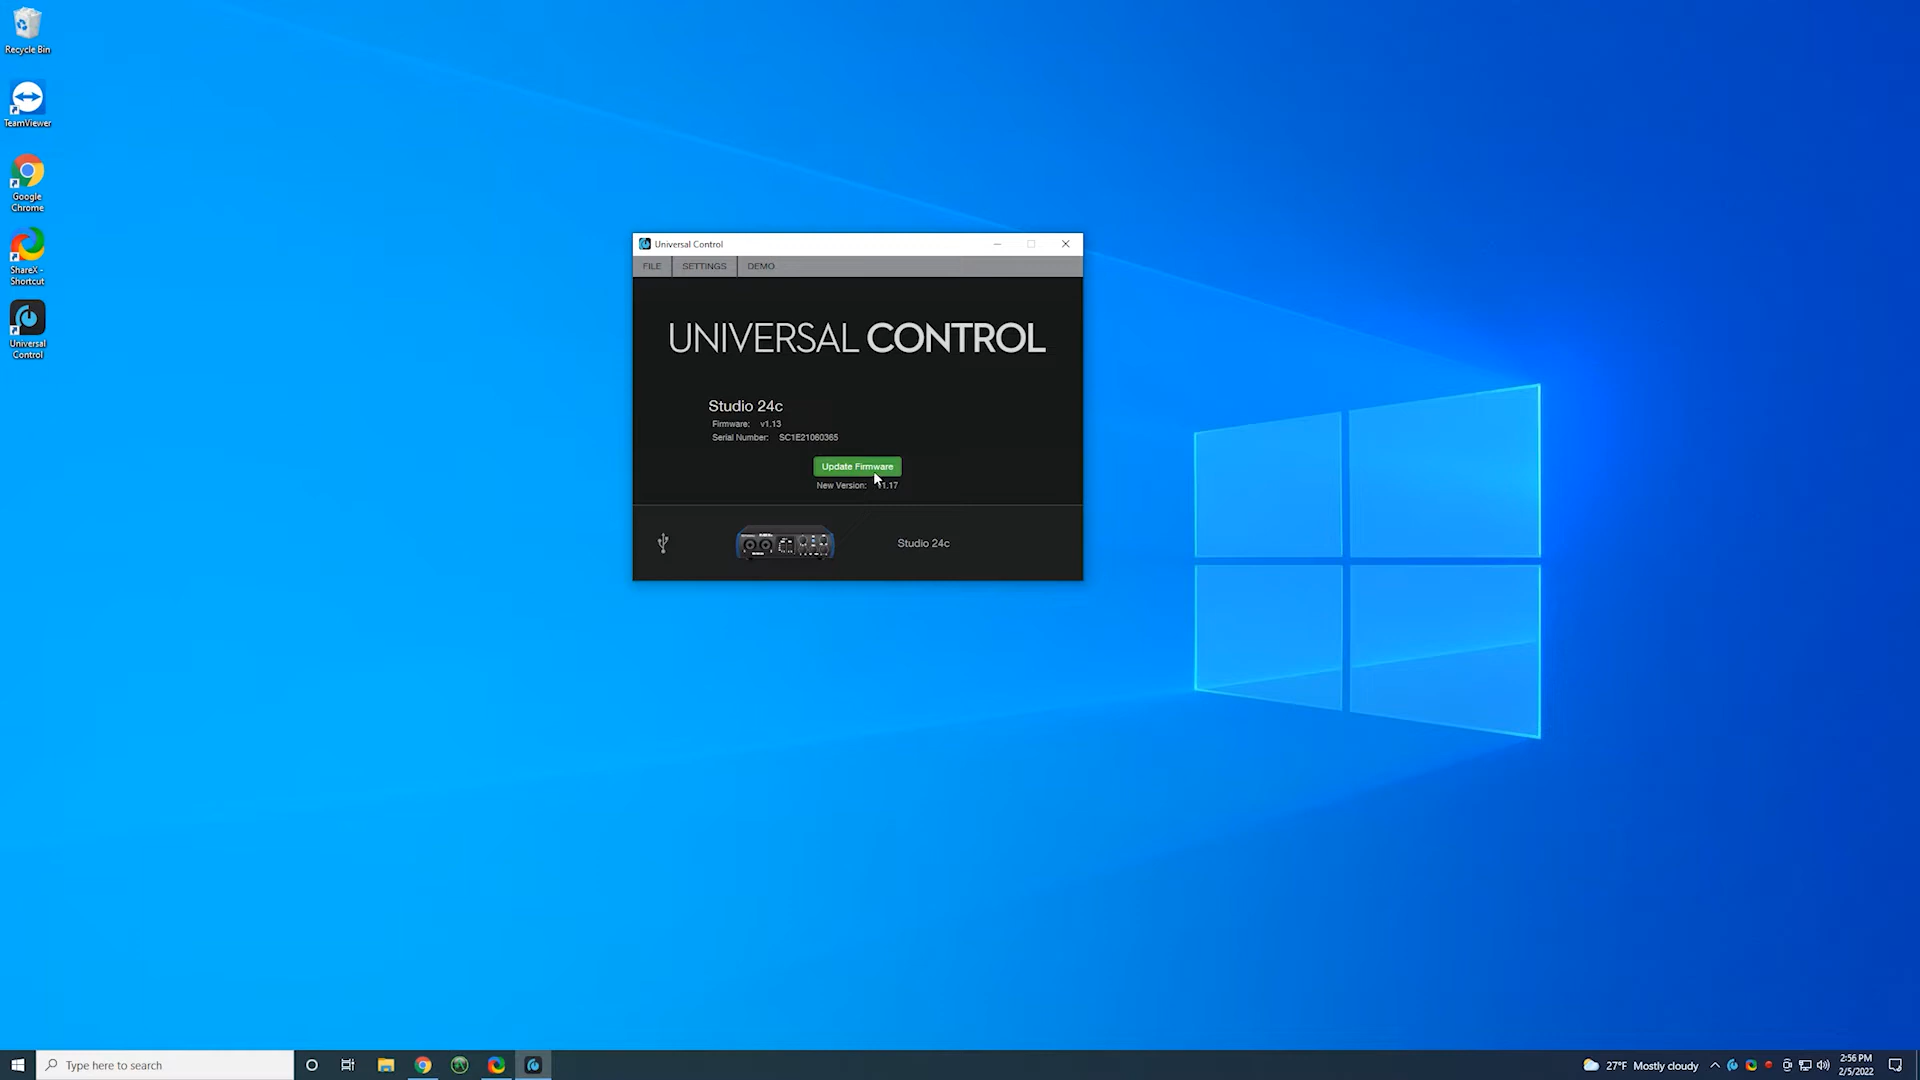 Recycle Bin
TeamViewer
Google
Chrome
ShareX -
Shortcut
Universal
Control
Universal Control
FILE
SETTINGS
DEMO
UNIVERSAL CONTROL
Studio 24c
Firmware: v1.13
Serial Number: SC1E21060365
Update Firmware
New Version: 1.17
Studio 24c
Type here to search
27°F Mostly cloudy
2:56 PM
2/5/2022